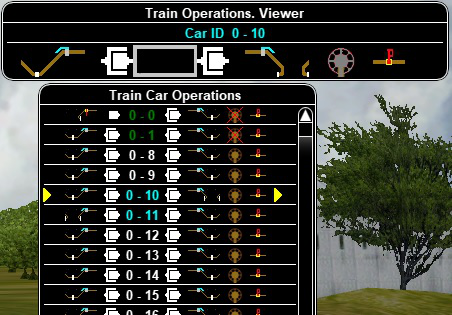 Train Operations. Viewer
Car ID 0 - 10
Train Car Operations
0 - 0
0 - 1
0 - 8
0 - 9
0 - 10
0 - 11
0 - 12
0 - 13
0 - 14
0 - 15